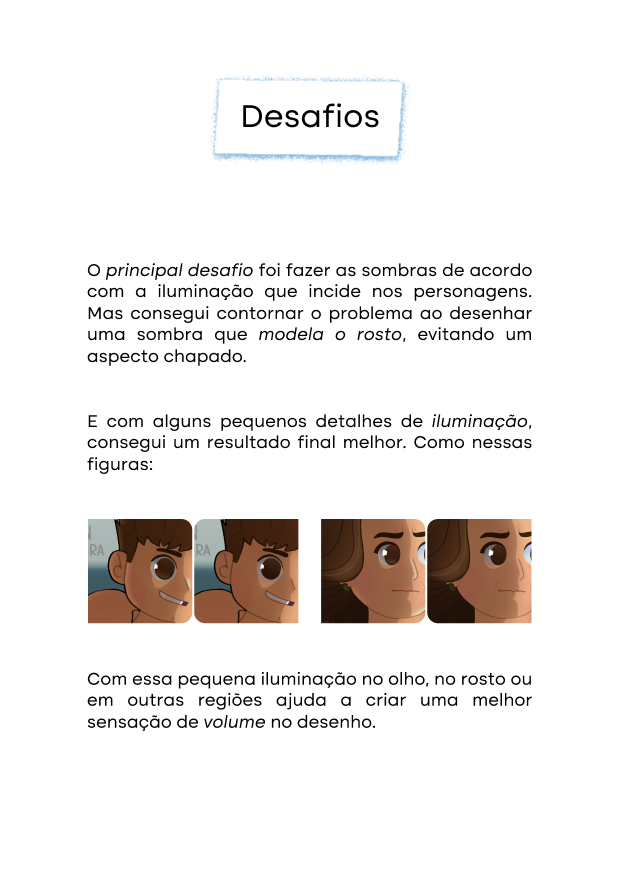 Desafios
O principal desafio foi fazer as sombras de acordo
com a iluminação que incide nos personagens.
Mas consegui contornar o problema ao desenhar
uma sombra que modela o rosto, evitando um
aspecto chapado.
E com alguns pequenos detalhes de iluminação,
consegui um resultado final melhor. Como nessas
figuras:
N
RA
N
RA
Com essa pequena iluminação no olho, no rosto ou
em outras regiões ajuda a criar uma melhor
sensação de volume no desenho.